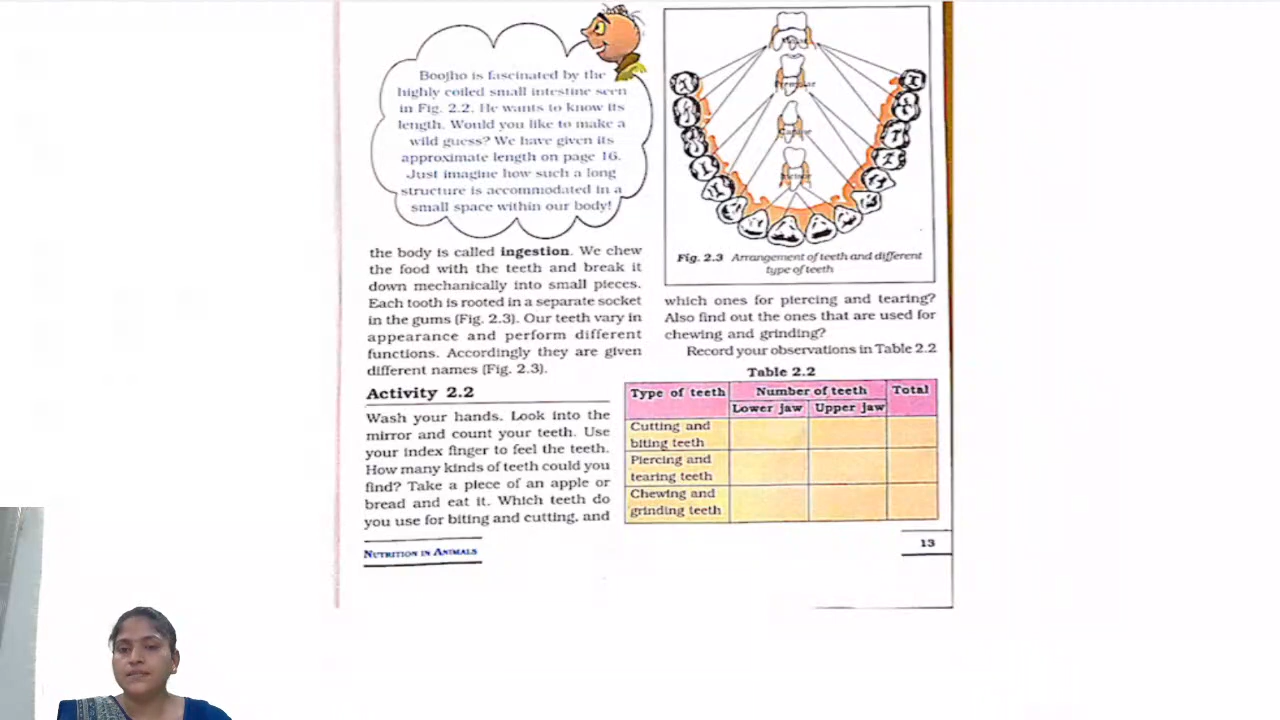 Boojho is fascinated by the
highly coiled small intestine seen
in Fig. 2.2. He wants to know its
length. Would you like to make a
wild guess? We have given its
approximate length on page 16.
Just imagine how such a long
structure is accommodated in a
small space within our body!
the body is called ingestion. We chew
the food with the teeth and break it
down mechanically into small pieces.
Each tooth is rooted in a separate socket
in the gums (Fig. 2.3). Our teeth vary in
appearance and perform different
functions. Accordingly they are given
different names (Fig. 2.3).
Activity 2.2
Wash your hands. Look into the
mirror and count your teeth. Use
your index finger to feel the teeth.
How many kinds of teeth could you
find? Take a piece of an apple or
bread and eat it. Which teeth do
you use for biting and cutting, and
Premolar
Canine
Incisor
Fig. 2.3 Arrangement of teeth and different
type of teeth
which ones for piercing and tearing?
Also find out the ones that are used for
chewing and grinding?
Record your observations in Table 2.2
Table 2.2
Type of teeth Number of teeth Total
Lower jaw Upper jaw
Cutting and
biting teeth
Piercing and
tearing teeth
Chewing and
grinding teeth
NUTRITION IN ANIMALS
13